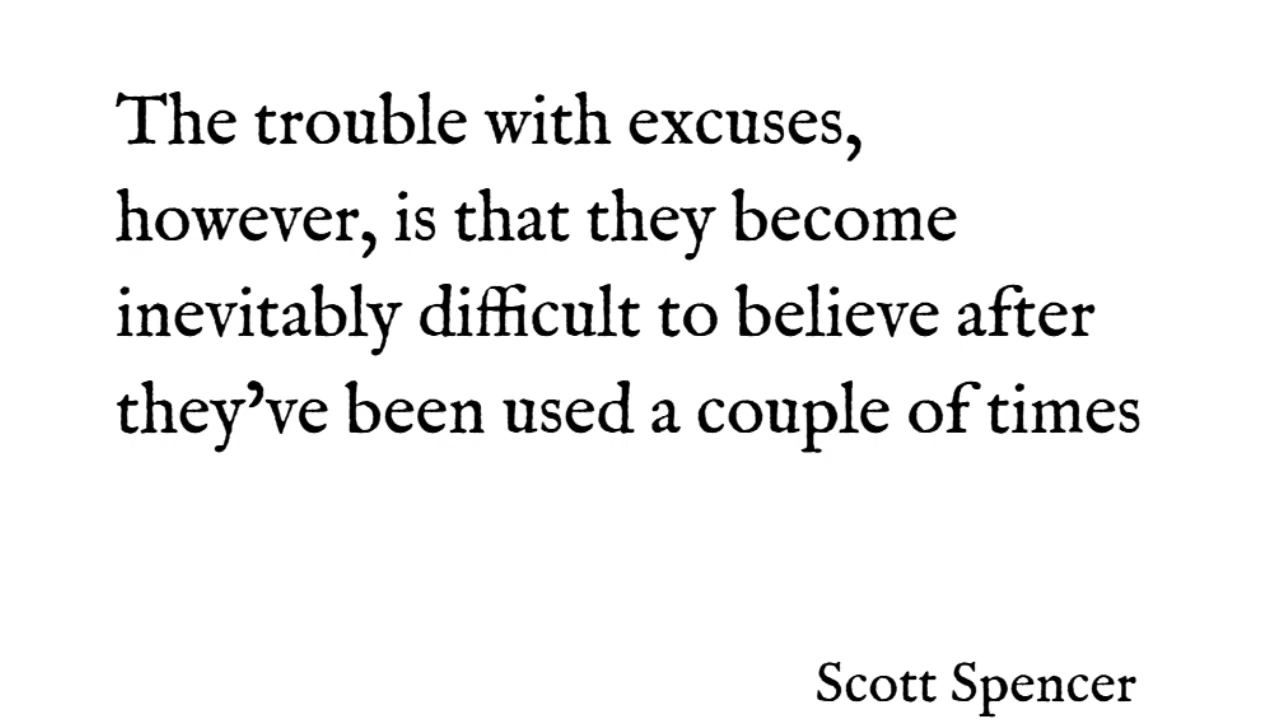 The trouble with excuses,
however, is that they become
inevitably difficult to believe after
they’ve been used a couple of times
Scott Spencer